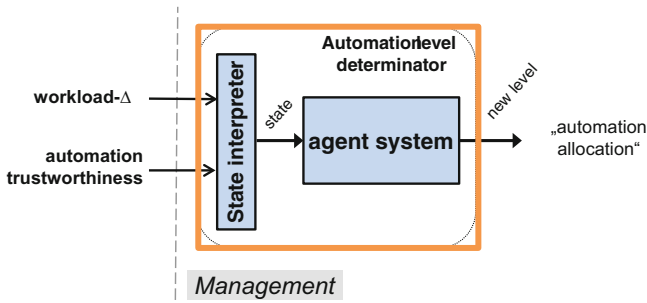 Automationlevel
determinator
workload-Δ
automation
trustworthiness
State interpreter
state
agent system
new level
„automation
allocation“
Management